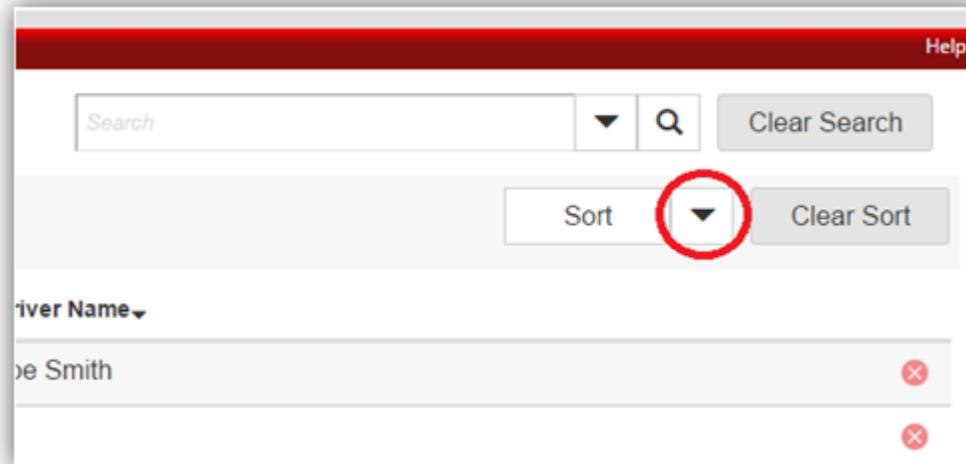 Help
Search
Clear Search
Sort
Clear Sort
river Name
oe Smith